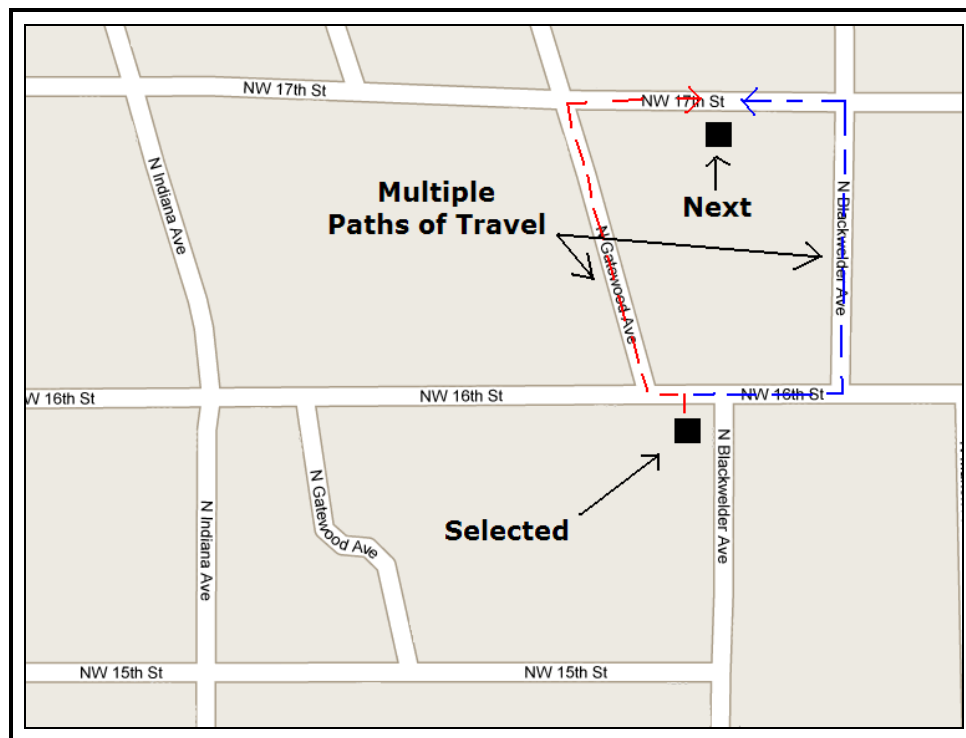 NW 17th St
NW 17th St
N Indiana Ave
Multiple
Paths of Travel
Next
N Gatewood Ave
N Blackwelder Ave
W 16th St
NW 16th St
NW 16th St
N Gatewood Ave
N Blackwelder Ave
Selected
N Indiana Ave
NW 15th St
NW 15th St